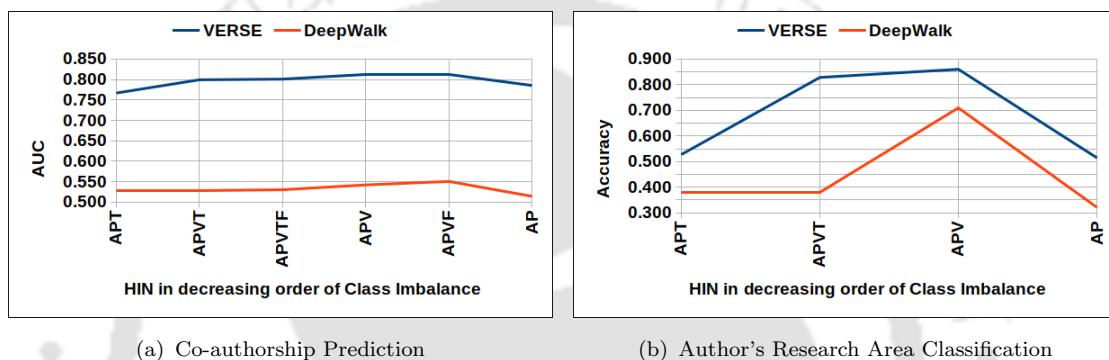 VERSE DeepWalk
0.850
0.800
0.750
0.700
0.650
0.600
0.550
0.500
AUC
APT
APVT
APVTF
APV
APVF
AP
HIN in decreasing order of Class Imbalance
(a) Co-authorship Prediction
VERSE DeepWalk
0.900
0.800
0.700
0.600
0.500
0.400
0.300
Accuracy
APT
APVT
APV
AP
HIN in decreasing order of Class Imbalance
(b) Author's Research Area Classification